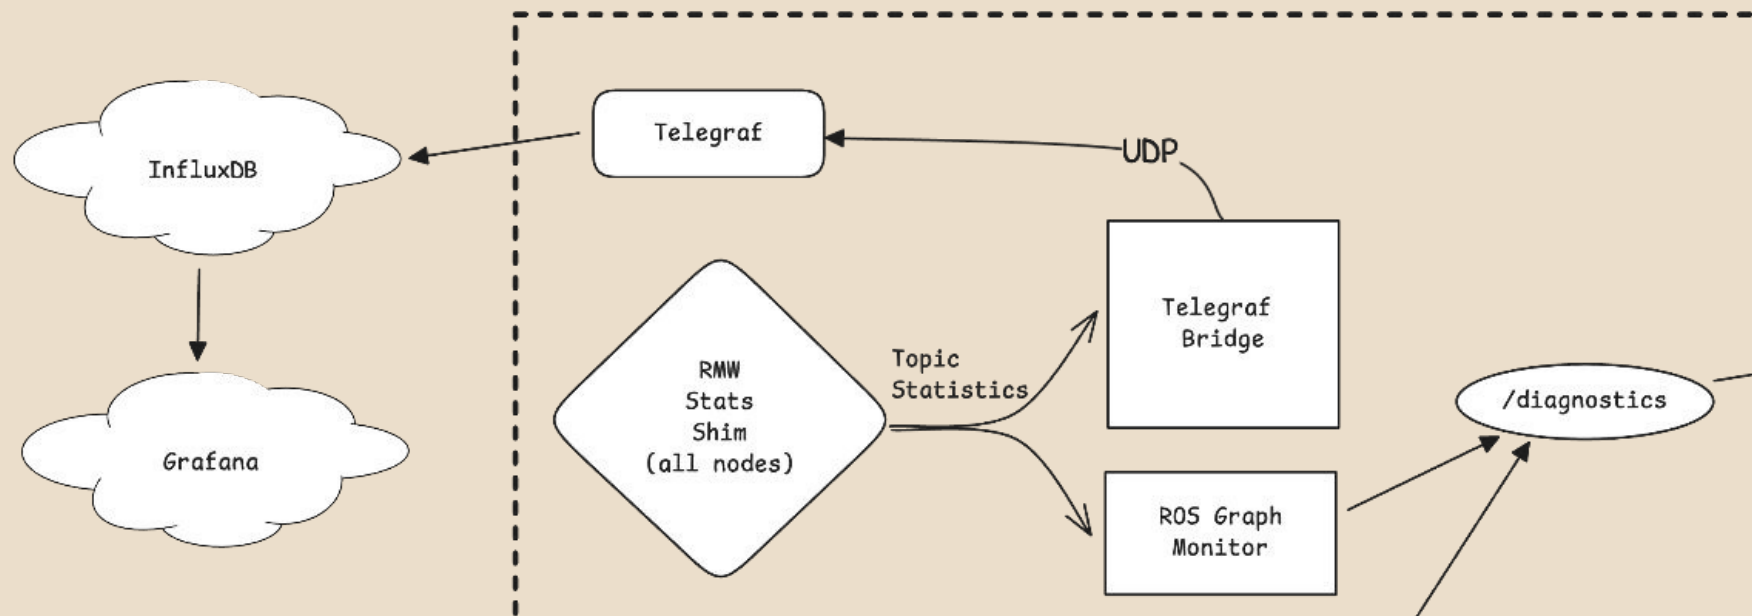 Telegraf
UDP
InfluxDB
Telegraf
Bridge
RMW
Stats
Shim
(all nodes)
Topic
Statistics
/diagnostics
Grafana
ROS Graph
Monitor